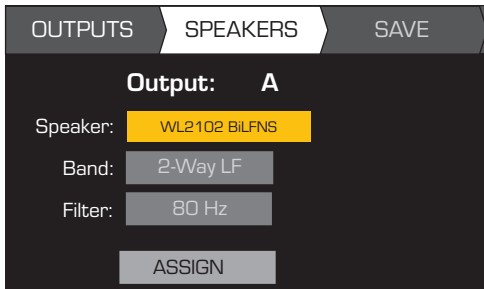 OUTPUTS SPEAKERS SAVE
Output: A
Speaker: WL2102 BiLFNS
Band: 2-Way LF
Filter: 80 Hz
ASSIGN